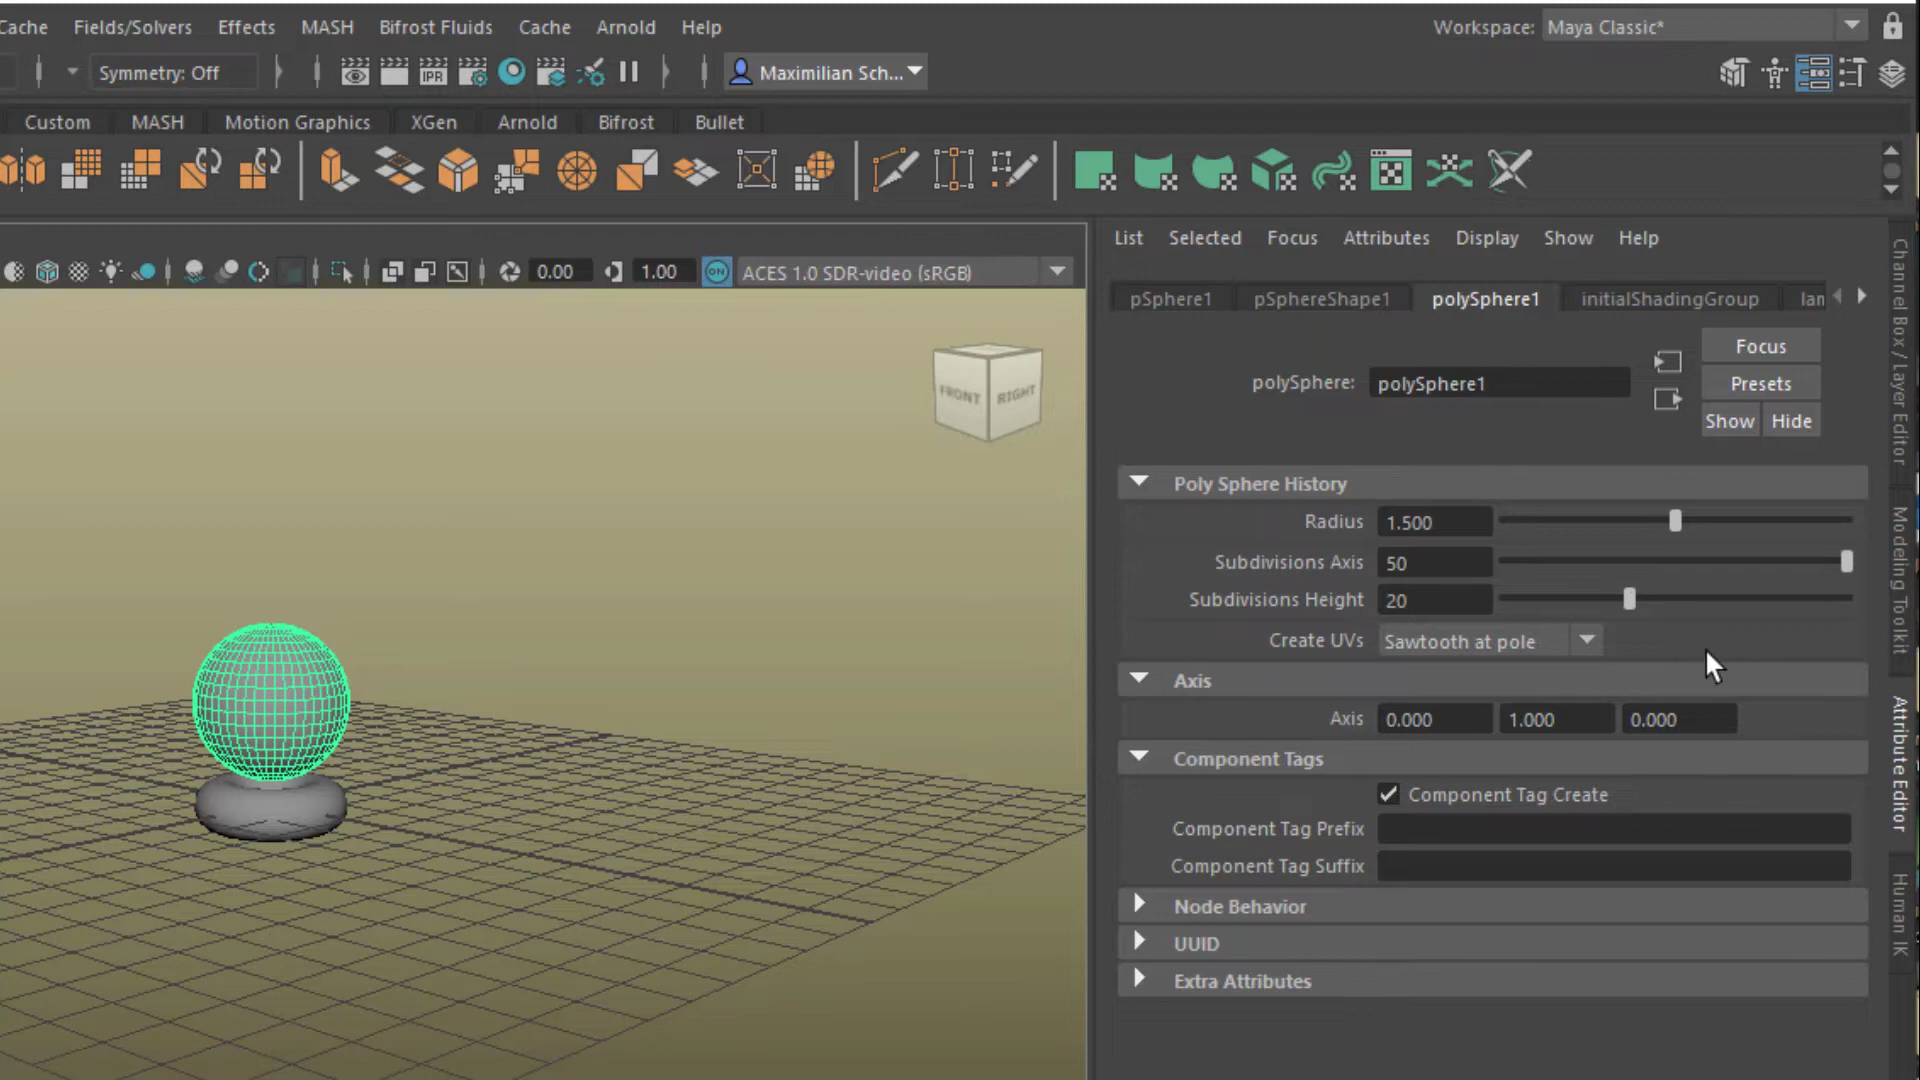 Cache Fields/Solvers Effects MASH Bifrost Fluids Cache Arnold Help Workspace: Maya Classic*
Symmetry: Off IPR Maximilian Sch...
Custom MASH Motion Graphics XGen Arnold Bifrost Bullet
List Selected Focus Attributes Display Show Help
0.00 1.00 ON ACES 1.0 SDR-video (sRGB)
pSphere1 pSphereShape1 polySphere1 initialShadingGroup lan
FRONT RIGHT
polySphere: polySphere1
Focus
Presets
Show Hide
Poly Sphere History
Radius 1.500
Subdivisions Axis 50
Subdivisions Height 20
Create UVs Sawtooth at pole
Axis
Axis 0.000 1.000 0.000
Component Tags
Component Tag Create
Component Tag Prefix
Component Tag Suffix
Node Behavior
UUID
Extra Attributes
Channel Box / Layer Editor
Modeling Toolkit
Attribute Editor
Human IK